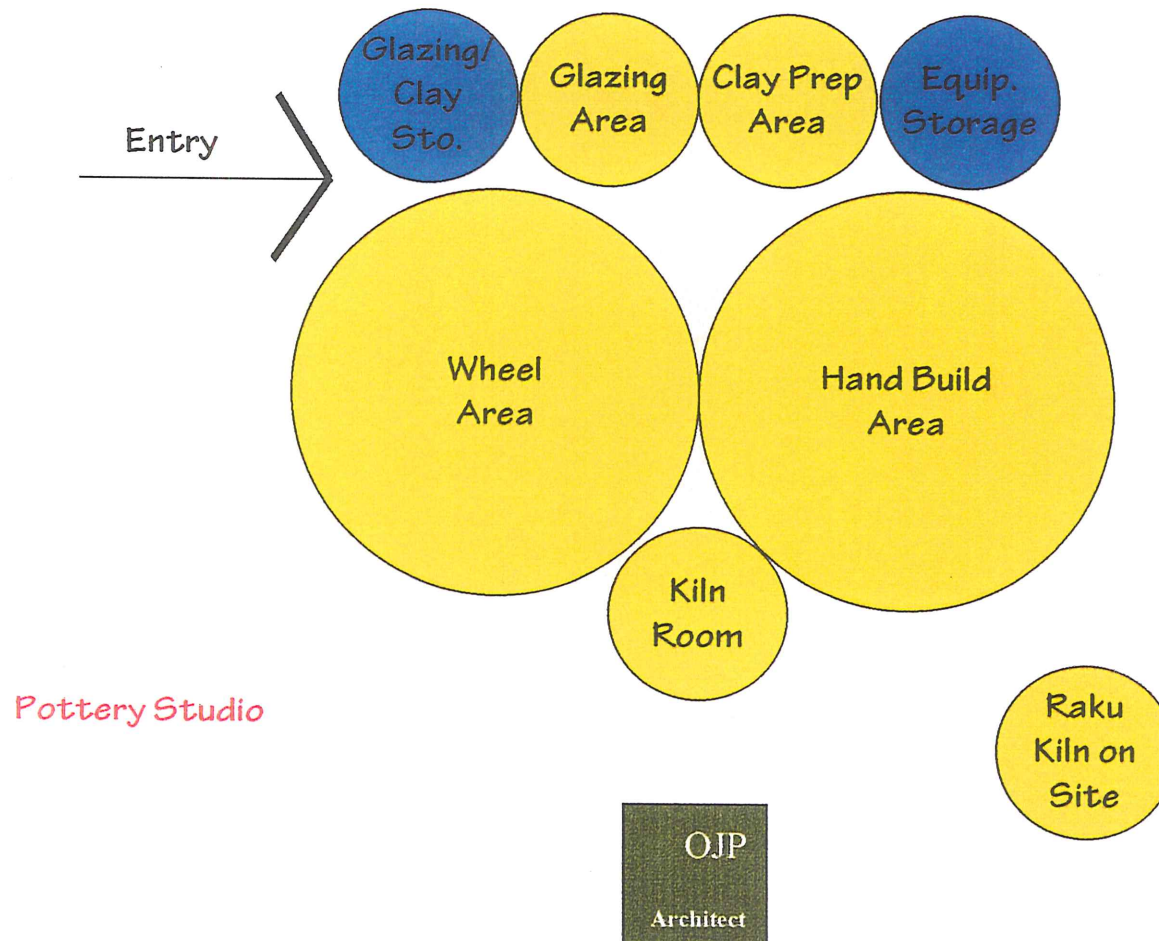 Entry
Glazing/
Clay
Sto.
Glazing
Area
Clay Prep
Area
Equip.
Storage
Wheel
Area
Hand Build
Area
Kiln
Room
Pottery Studio
Raku
Kiln on
Site
OJP
Architect